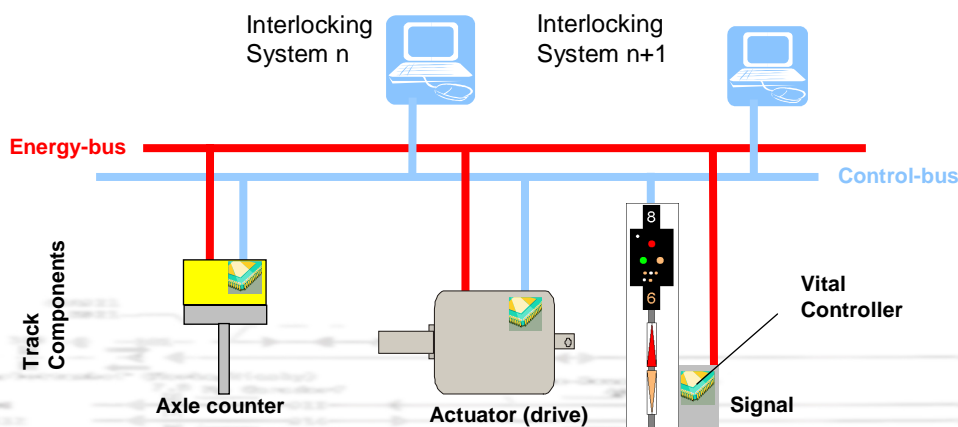 Interlocking
System n
Interlocking
System n+1
Energy-bus
Control-bus
Track
Components
8
6
Vital
Controller
Axle counter
Actuator (drive)
Signal